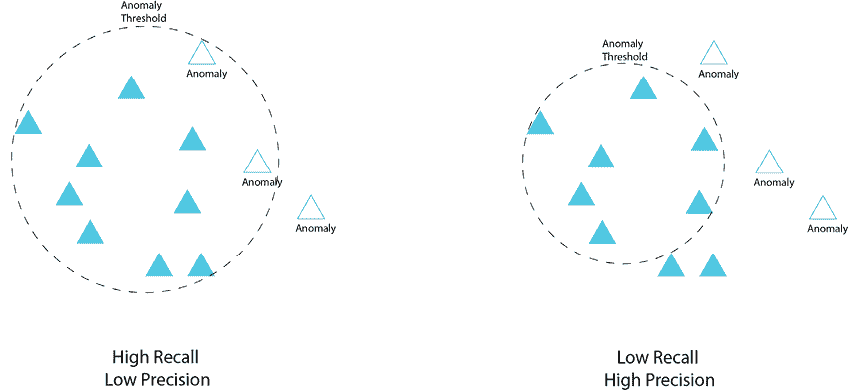 Anomaly
Threshold
Anomaly
Anomaly
Anomaly
High Recall
Low Precision
Anomaly
Threshold
Anomaly
Anomaly
Anomaly
Low Recall
High Precision